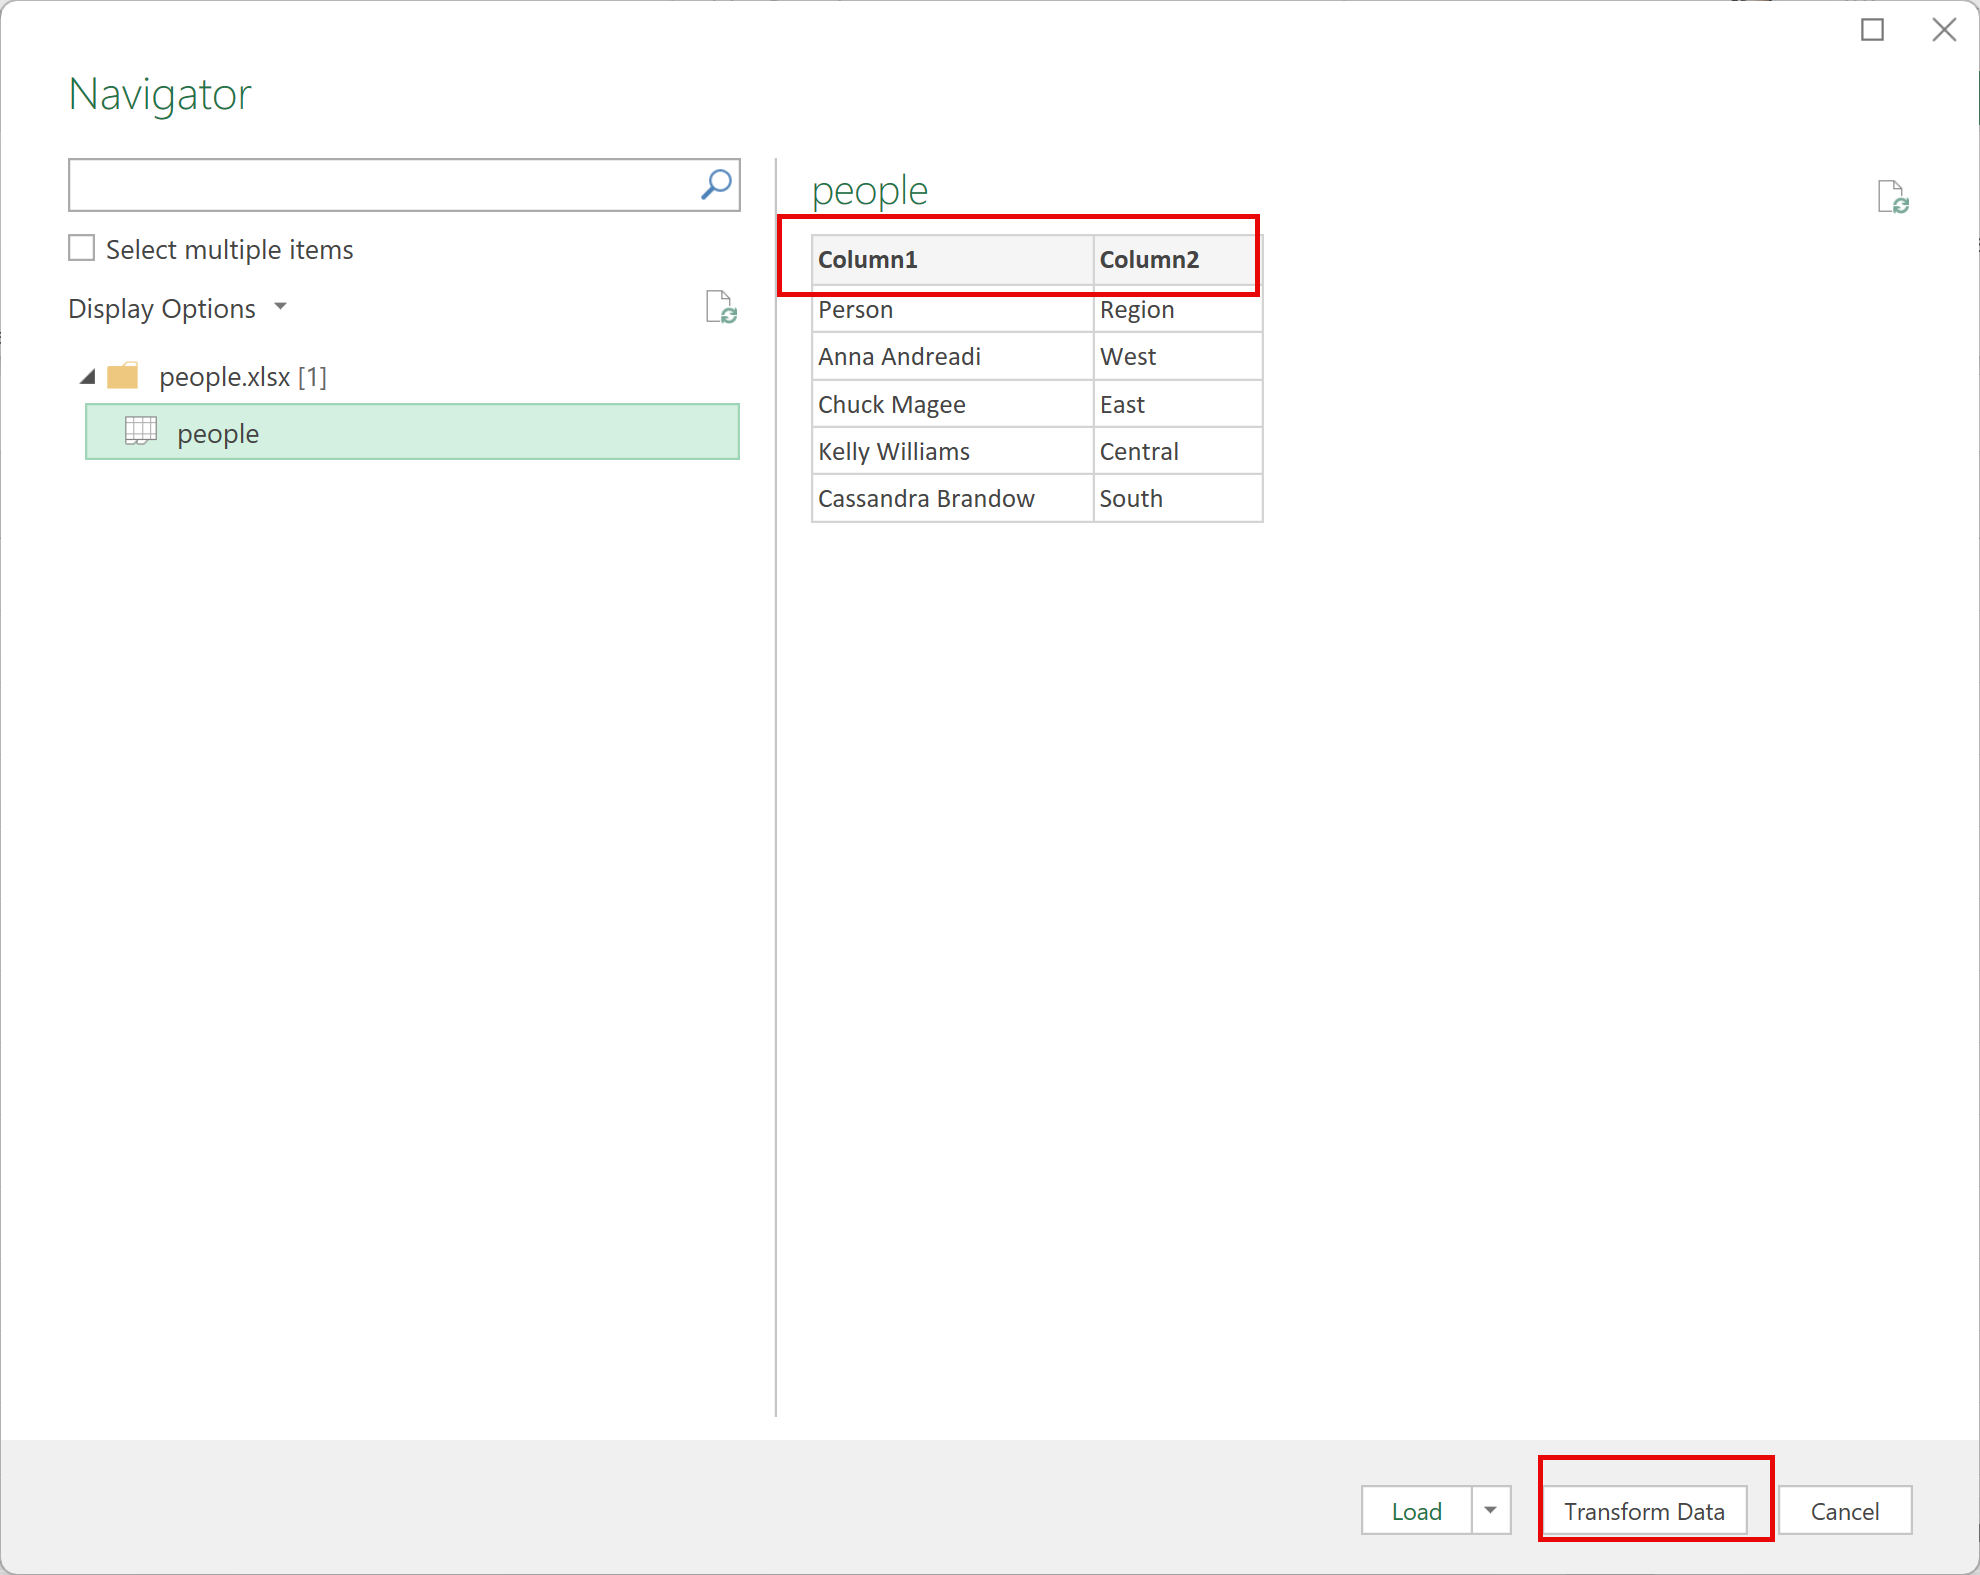 Navigator
Select multiple items
Display Options
people.xlsx [1]
people
people
Column1 Column2
Person Region
Anna Andreadi West
Chuck Magee East
Kelly Williams Central
Cassandra Brandow South
Load Transform Data Cancel